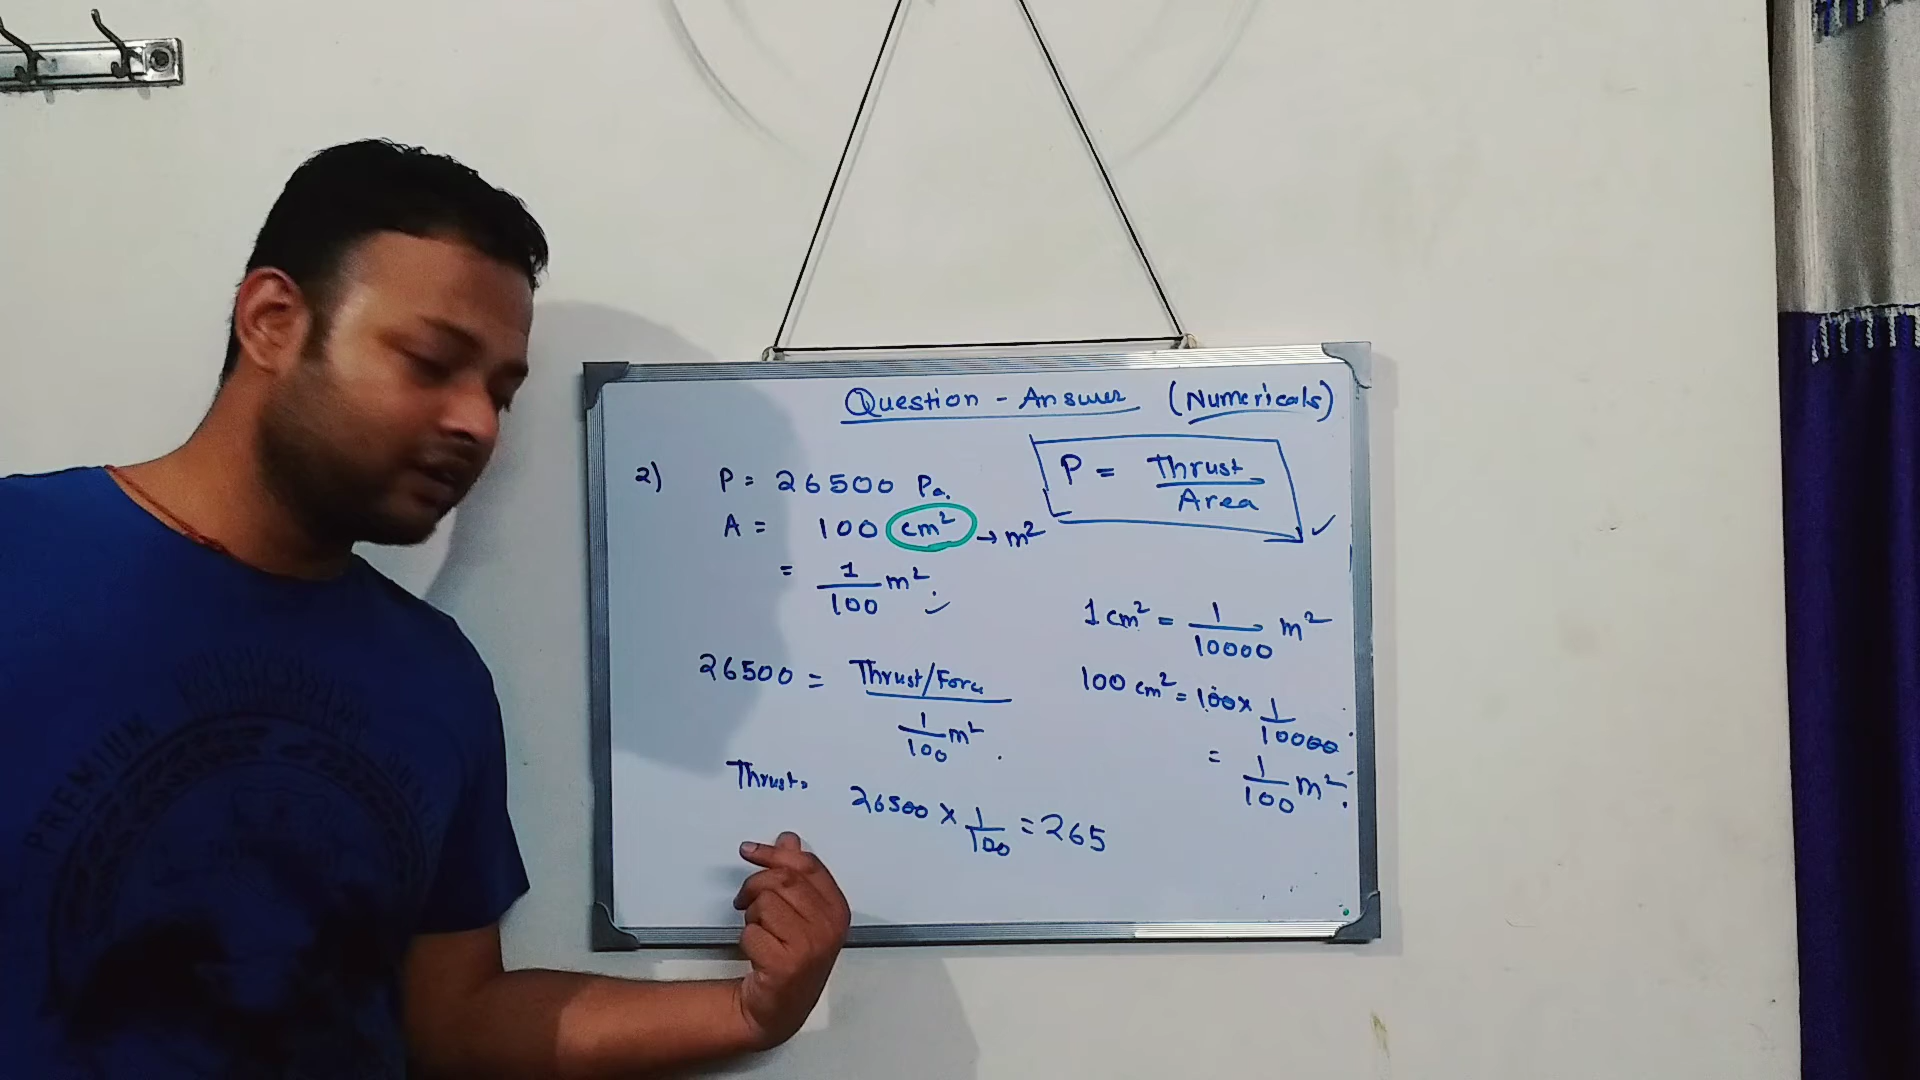 Question - Answer (Numericals)
2) P = 26500 Pa.
P = Thrust / Area ✓
A = 100 cm² → m²
= 1/100 m². ✓
1 cm² = 1/10000 m²
26500 = Thrust/Force / 1/100 m².
100 cm² = 100 × 1/10000
= 1/100 m².
Thrust = 26500 × 1/100 = 265
PREMIUM